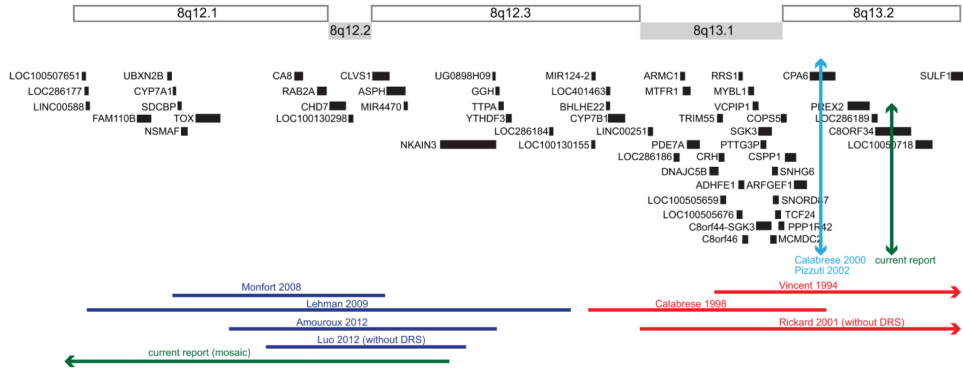 8q12.1 8q12.3 8q13.2
8q12.2 8q13.1
LOC100507651 UBXN2B CA8 CLVS1 UG0898H09 MIR124-2 ARMC1 RRS1 CPA6 SULF1
LOC286177 CYP7A1 RAB2A ASPH GGH LOC401463 MTFR1 MYBL1
LINC00588 SDCBP CHD7 MIR4470 TTPA BHLHE22 VCPIP1 PREX2
FAM110B TOX LOC100130298 YTHDF3 CYP7B1 TRIM55 COPS5 LOC286189
NSMAF LOC286184 LINC00251 SGK3 C8ORF34
NKAIN3 LOC100130155 PDE7A PTTG3P LOC10050718
LOC286186 CRH CSPP1
DNAJC5B SNHG6
ADHFE1 ARFGEF1
LOC100505659 SNORD87
LOC100505676 TCF24
C8orf44-SGK3 PPP1R42
C8orf46 MCMDC2
Calabrese 2000 current report
Pizzuti 2002
Monfort 2008 Vincent 1994
Lehman 2009 Calabrese 1998
Amouroux 2012 Rickard 2001 (without DRS)
Luo 2012 (without DRS)
current report (mosaic)